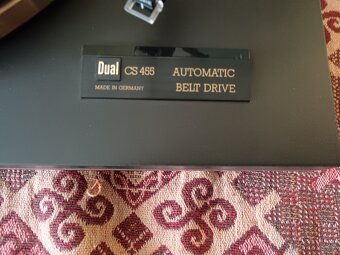 Dual CS 455 AUTOMATIC
MADE IN GERMANY BELT DRIVE